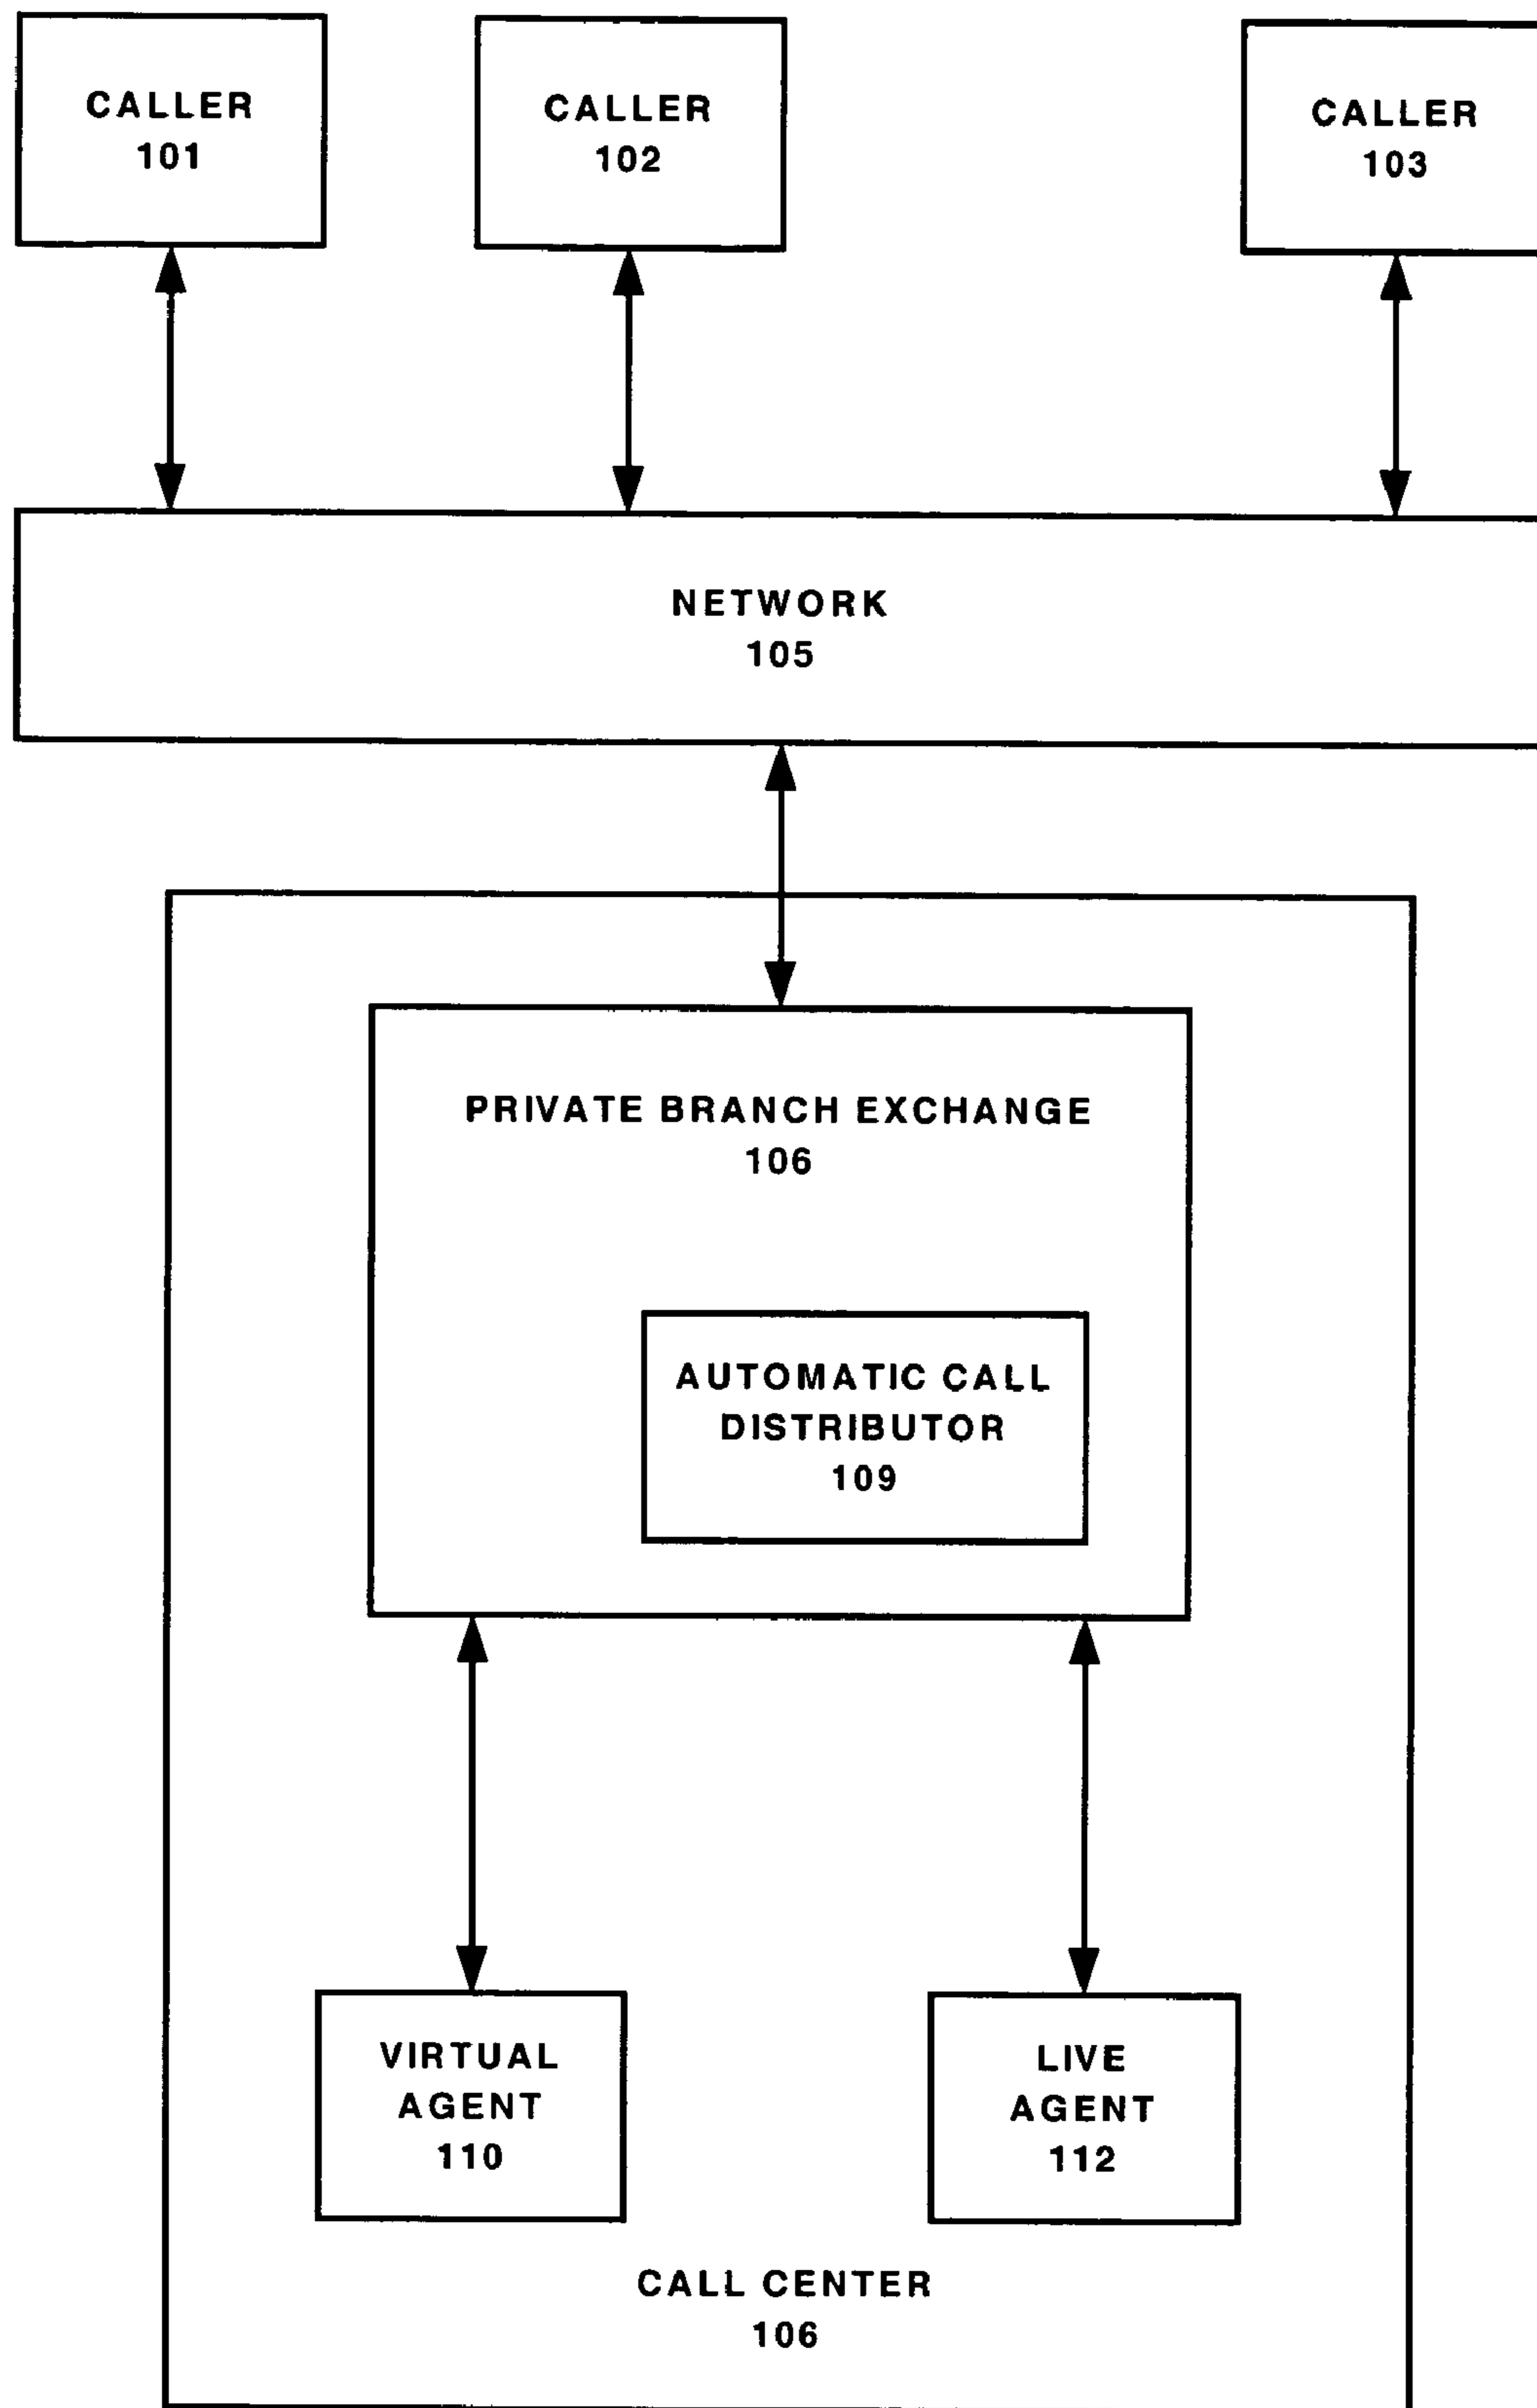 CALLER
101
CALLER
102
CALLER
103
NETWORK
105
PRIVATE BRANCH EXCHANGE
106
AUTOMATIC CALL
DISTRIBUTOR
109
VIRTUAL
AGENT
110
LIVE
AGENT
112
CALL CENTER
106